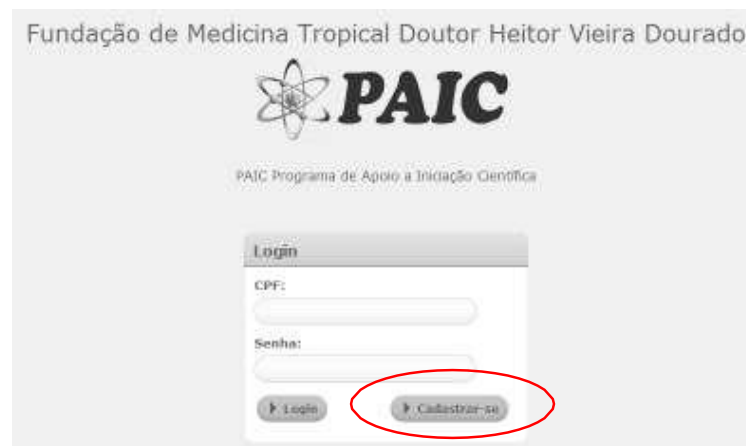 Fundação de Medicina Tropical Doutor Heitor Vieira Dourado
PAIC
PAIC Programa de Apoio a Iniciação Científica
Login
CPF:
Senha:
Login
Cadastrar-se